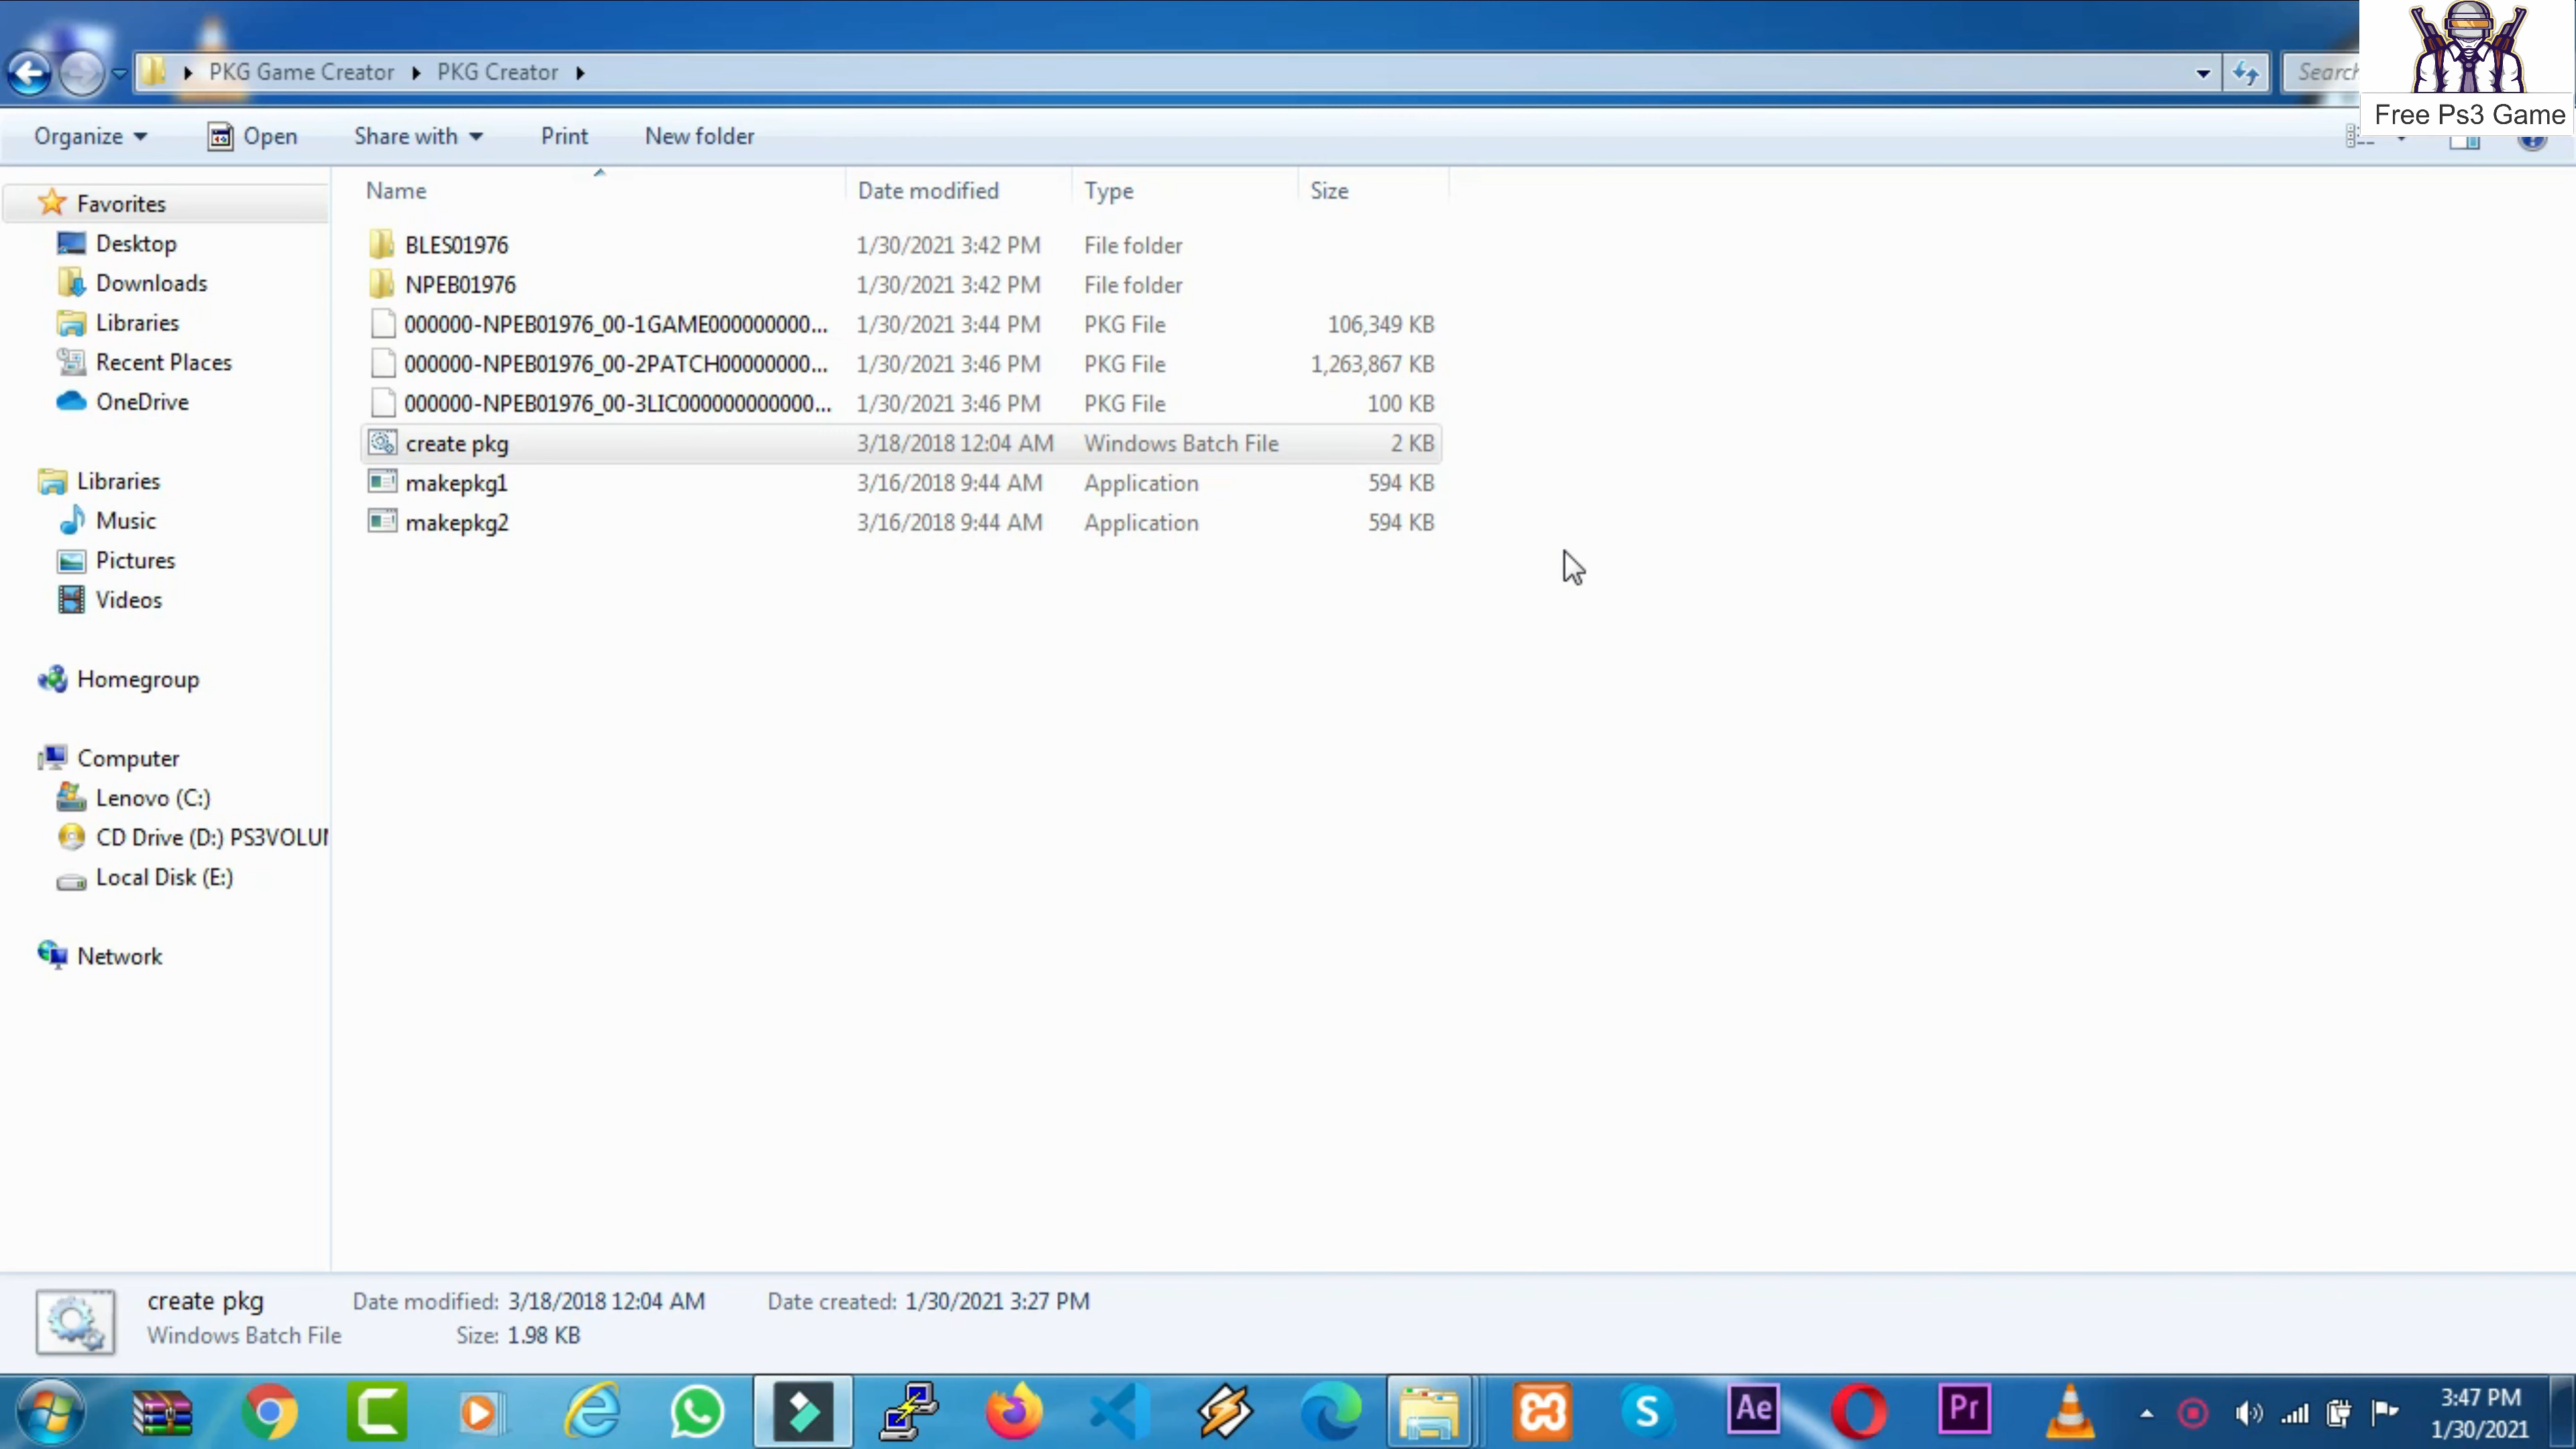 PKG Game Creator PKG Creator
Search
Free Ps3 Game
Organize Open Share with Print New folder
Name Date modified Type Size
Favorites
Desktop
Downloads
Libraries
Recent Places
OneDrive
Libraries
Music
Pictures
Videos
Homegroup
Computer
Lenovo (C:)
CD Drive (D:) PS3VOLU
Local Disk (E:)
Network
BLES01976 1/30/2021 3:42 PM File folder
NPEB01976 1/30/2021 3:42 PM File folder
000000-NPEB01976_00-1GAME000000000... 1/30/2021 3:44 PM PKG File 106,349 KB
000000-NPEB01976_00-2PATCH00000000... 1/30/2021 3:46 PM PKG File 1,263,867 KB
000000-NPEB01976_00-3LIC000000000000... 1/30/2021 3:46 PM PKG File 100 KB
create pkg 3/18/2018 12:04 AM Windows Batch File 2 KB
makepkg1 3/16/2018 9:44 AM Application 594 KB
makepkg2 3/16/2018 9:44 AM Application 594 KB
create pkg Date modified: 3/18/2018 12:04 AM Date created: 1/30/2021 3:27 PM
Windows Batch File Size: 1.98 KB
Ae
Pr
3:47 PM
1/30/2021